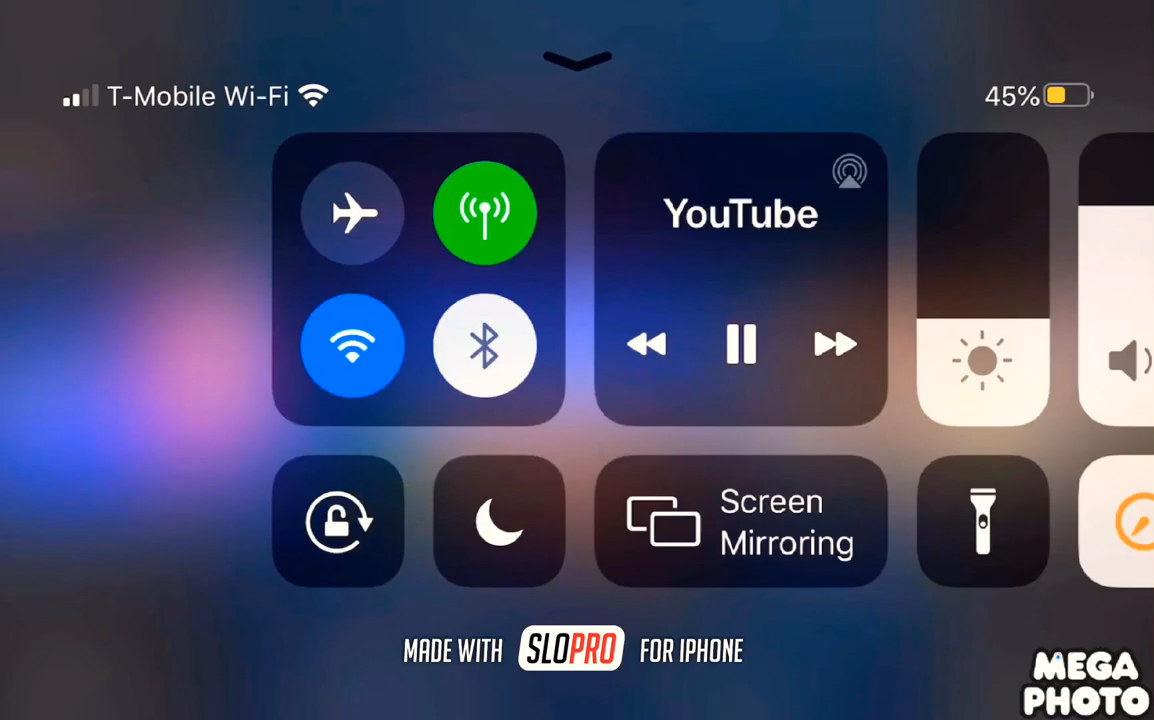 T-Mobile Wi-Fi
45%
YouTube
Screen
Mirroring
MADE WITH SLOPRO FOR IPHONE
MEGA
PHOTO